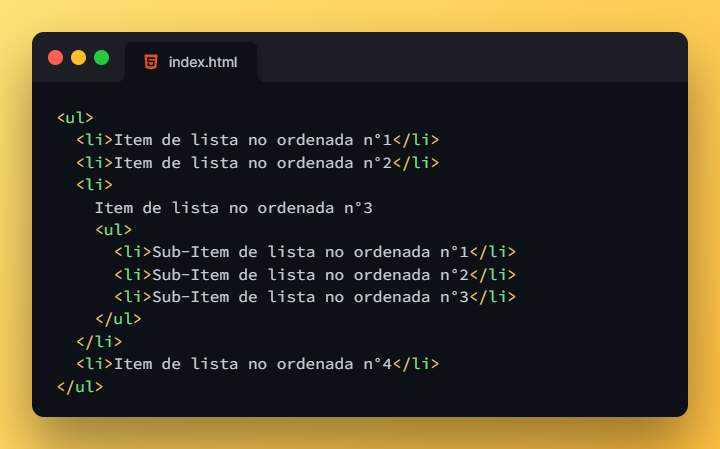 index.html
<ul>
<li>Item de lista no ordenada n°1</li>
<li>Item de lista no ordenada n°2</li>
<li>
Item de lista no ordenada n°3
<ul>
<li>Sub-Item de lista no ordenada n°1</li>
<li>Sub-Item de lista no ordenada n°2</li>
<li>Sub-Item de lista no ordenada n°3</li>
</ul>
</li>
<li>Item de lista no ordenada n°4</li>
</ul>